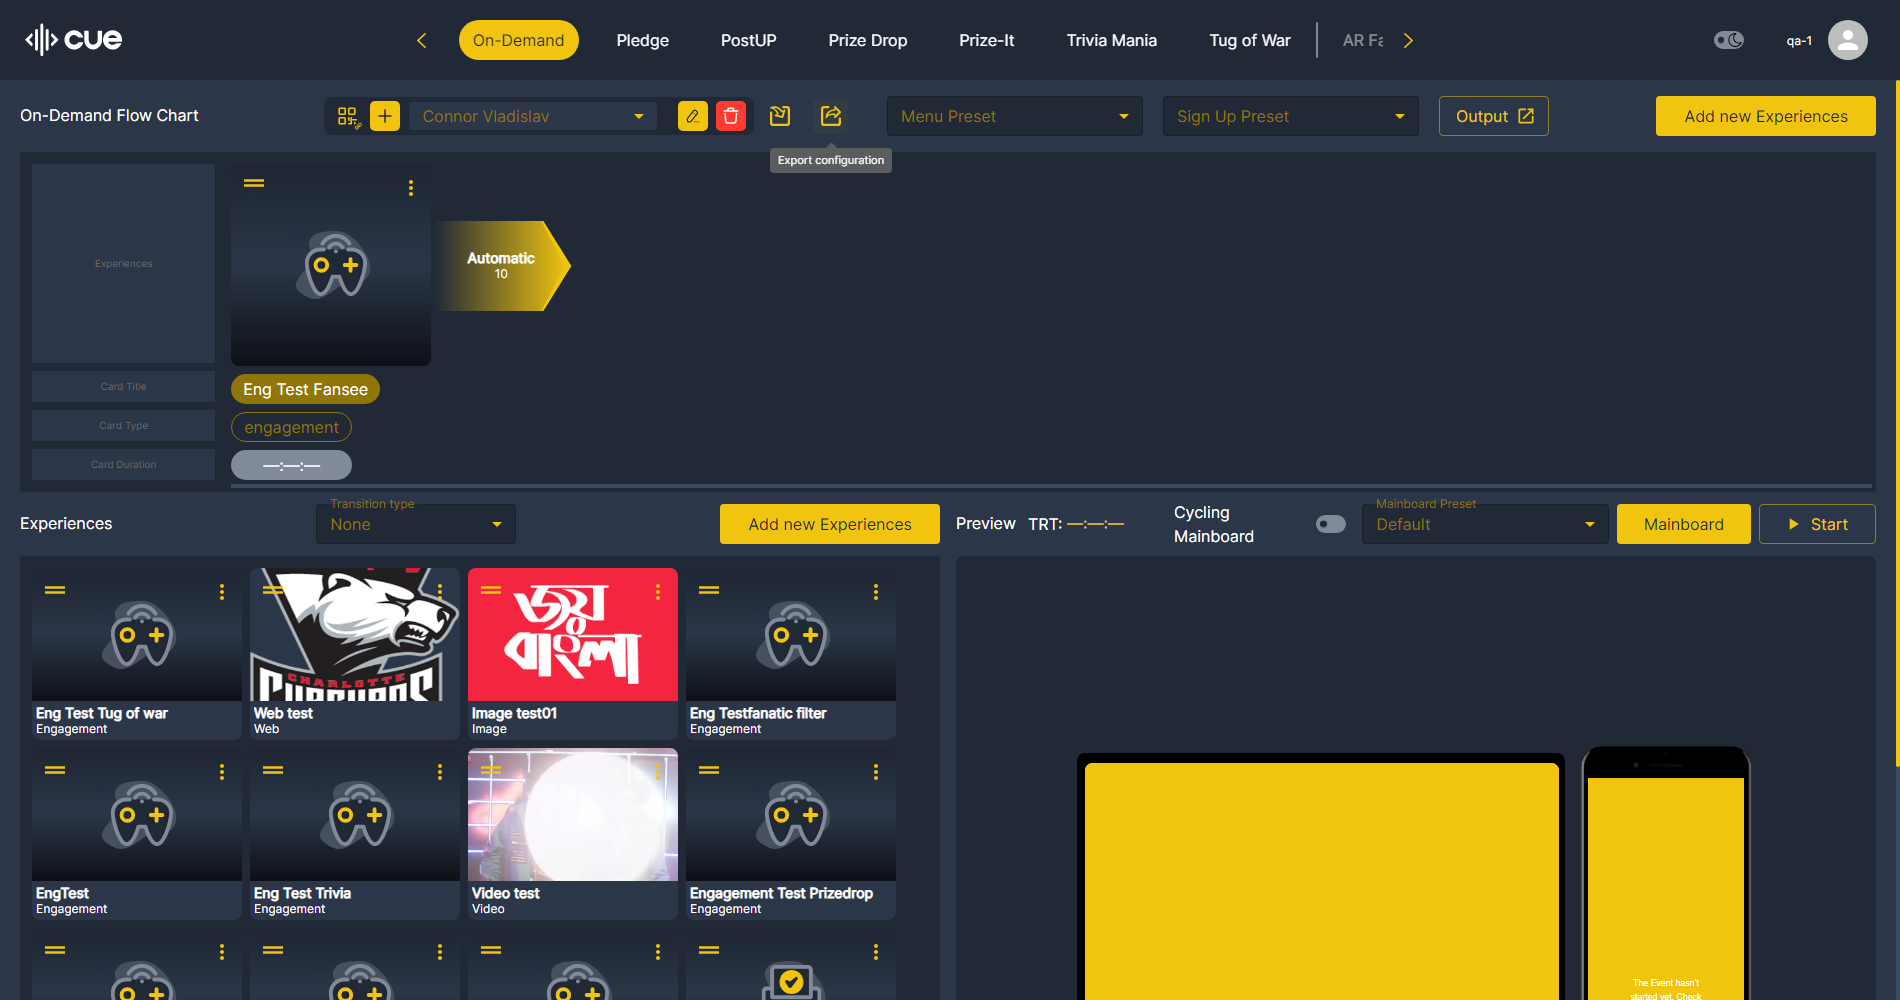 cue
On-Demand
Pledge
PostUP
Prize Drop
Prize-It
Trivia Mania
Tug of War
AR Fa
qa-1
On-Demand Flow Chart
Connor Vladislav
Menu Preset
Sign Up Preset
Output
Add new Experiences
Export configuration
Experiences
Automatic
10
Card Title
Eng Test Fansee
Card Type
engagement
Card Duration
—:—:—
Experiences
Transition type
None
Add new Experiences
Preview
TRT: —:—:—
Cycling
Mainboard
Mainboard Preset
Default
Mainboard
Start
জয়
বাংলা
CHARLOTTE
Eng Test Tug of war
Engagement
Web test
Web
Image test01
Image
Eng Testfanatic filter
Engagement
EngTest
Engagement
Eng Test Trivia
Engagement
Video test
Video
Engagement Test Prizedrop
Engagement
The Event hasn't
started yet. Check